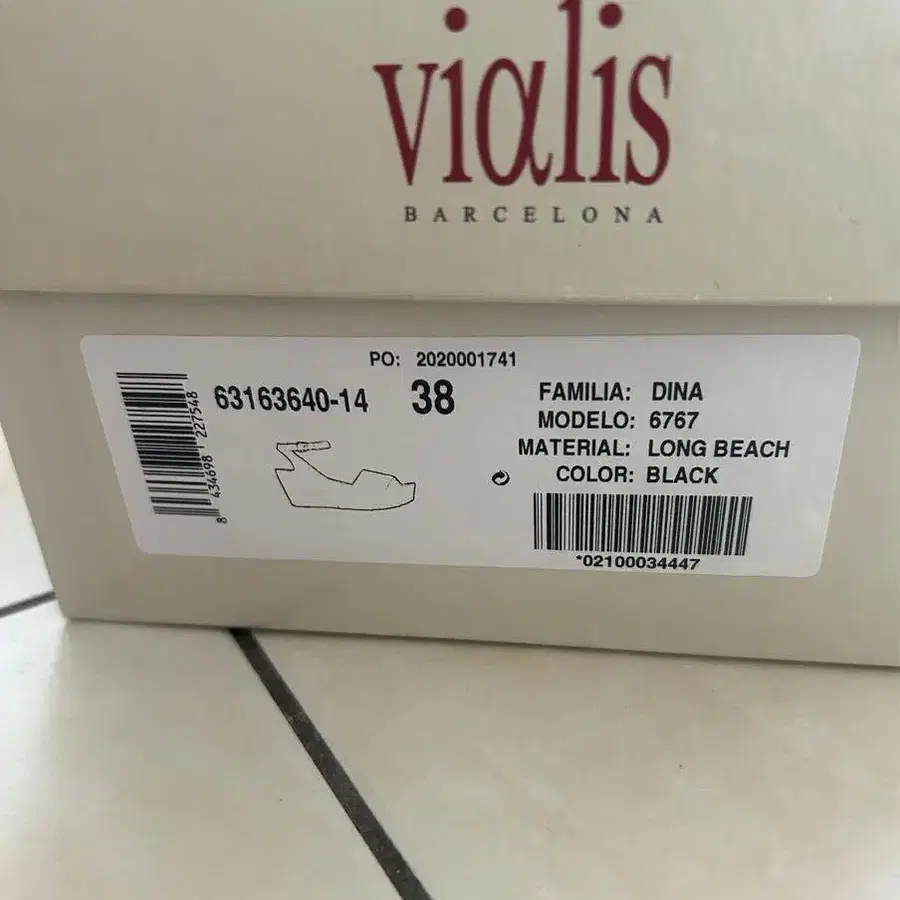 vialis
BARCELONA
PO: 2020001741
63163640-14 38
8 434698 227548
FAMILIA: DINA
MODELO: 6767
MATERIAL: LONG BEACH
COLOR: BLACK
*02100034447